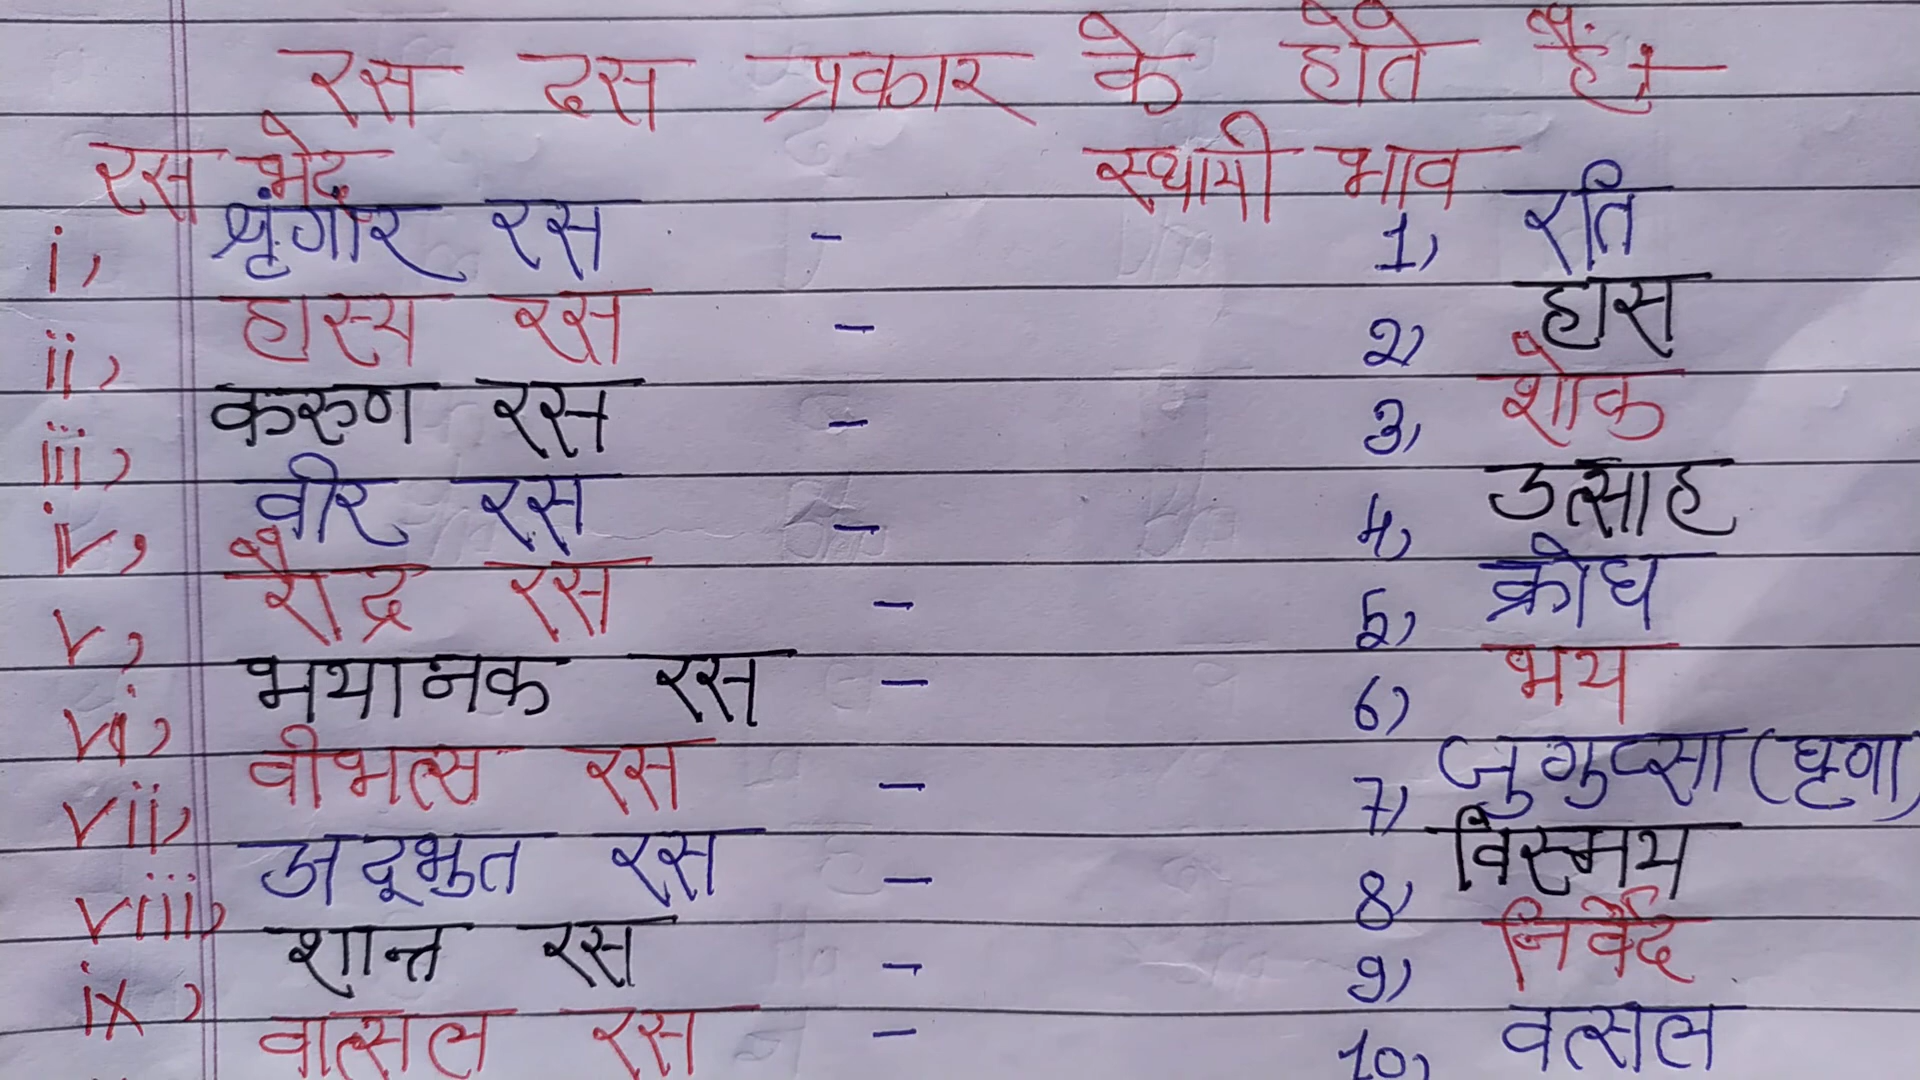 रस दस प्रकार के होते हैं:—
रस भेद स्थायी भाव
i) श्रृंगार रस - 1) रति
ii) हास्य रस - 2) हास
iii) करुण रस - 3) शोक
iv) वीर रस - 4) उत्साह
v) रौद्र रस - 5) क्रोध
vi) भयानक रस - 6) भय
vii) वीभत्स रस - 7) जुगुप्सा (घृणा)
viii) अदूभुत रस - 8) विस्मय
ix) शान्त रस - 9) निर्वेद
वात्सल रस - 10) वत्सल